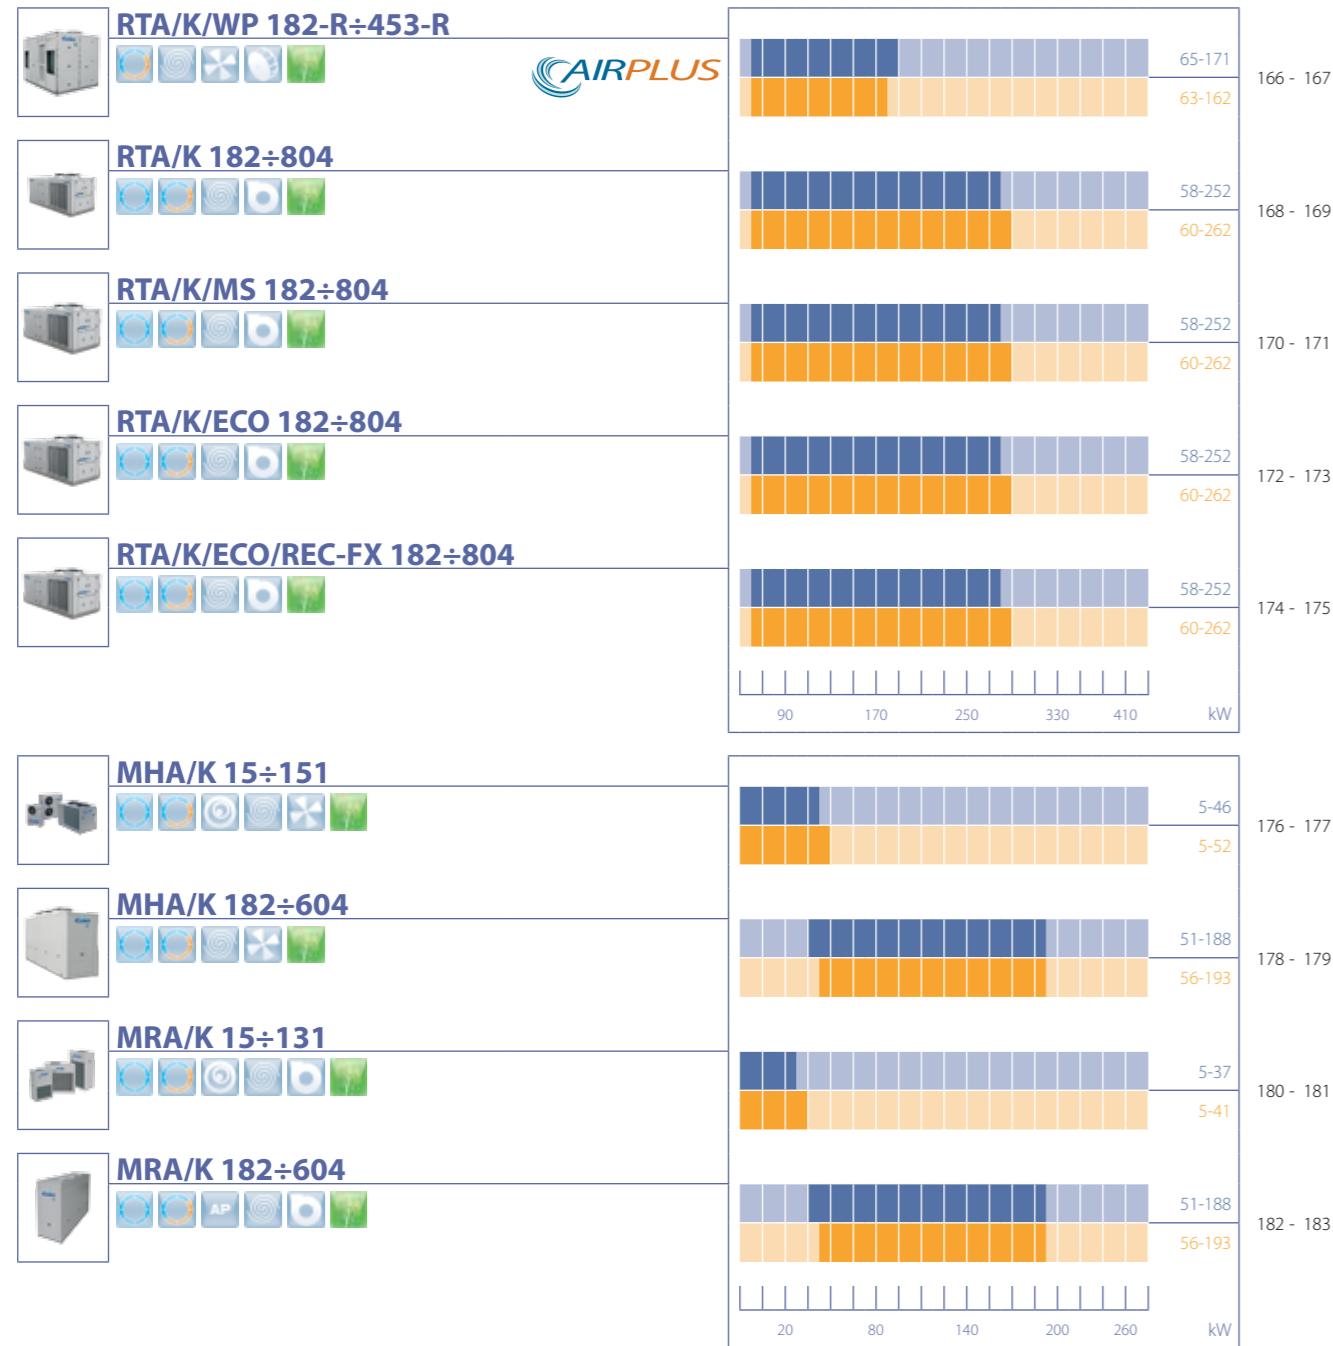 RTA/K/WP 182-R÷453-R
AIRPLUS
65-171
63-162
166 - 167
RTA/K 182÷804
58-252
60-262
168 - 169
RTA/K/MS 182÷804
58-252
60-262
170 - 171
RTA/K/ECO 182÷804
58-252
60-262
172 - 173
RTA/K/ECO/REC-FX 182÷804
58-252
60-262
174 - 175
90 170 250 330 410 kW
MHA/K 15÷151
5-46
5-52
176 - 177
MHA/K 182÷604
51-188
56-193
178 - 179
MRA/K 15÷131
5-37
5-41
180 - 181
MRA/K 182÷604
AP
51-188
56-193
182 - 183
20 80 140 200 260 kW